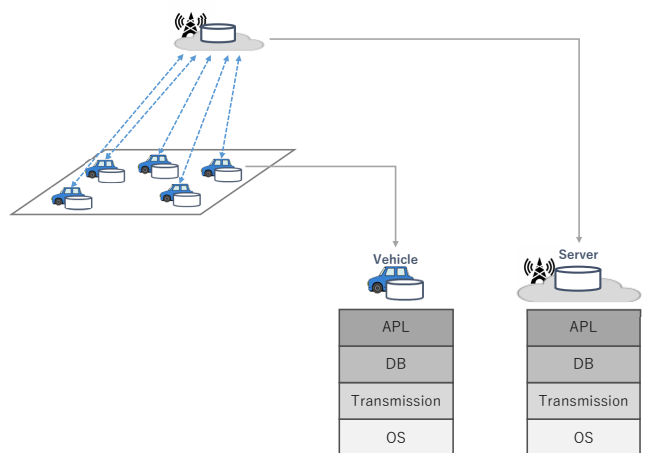 Vehicle
Server
APL
APL
DB
DB
Transmission
Transmission
OS
OS